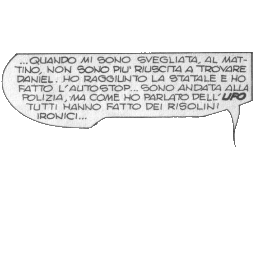 ...QUANDO MI SONO SVEGLIATA, AL MAT-
TINO, NON SONO PIU' RIUSCITA A TROVARE
DANIEL. HO RAGGIUNTO LA STATALE E HO
FATTO L'AUTOSTOP... SONO ANDATA ALLA
POLIZIA, MA COME HO PARLATO DELL'UFO
TUTTI HANNO FATTO DEI RISOLINI
IRONICI...